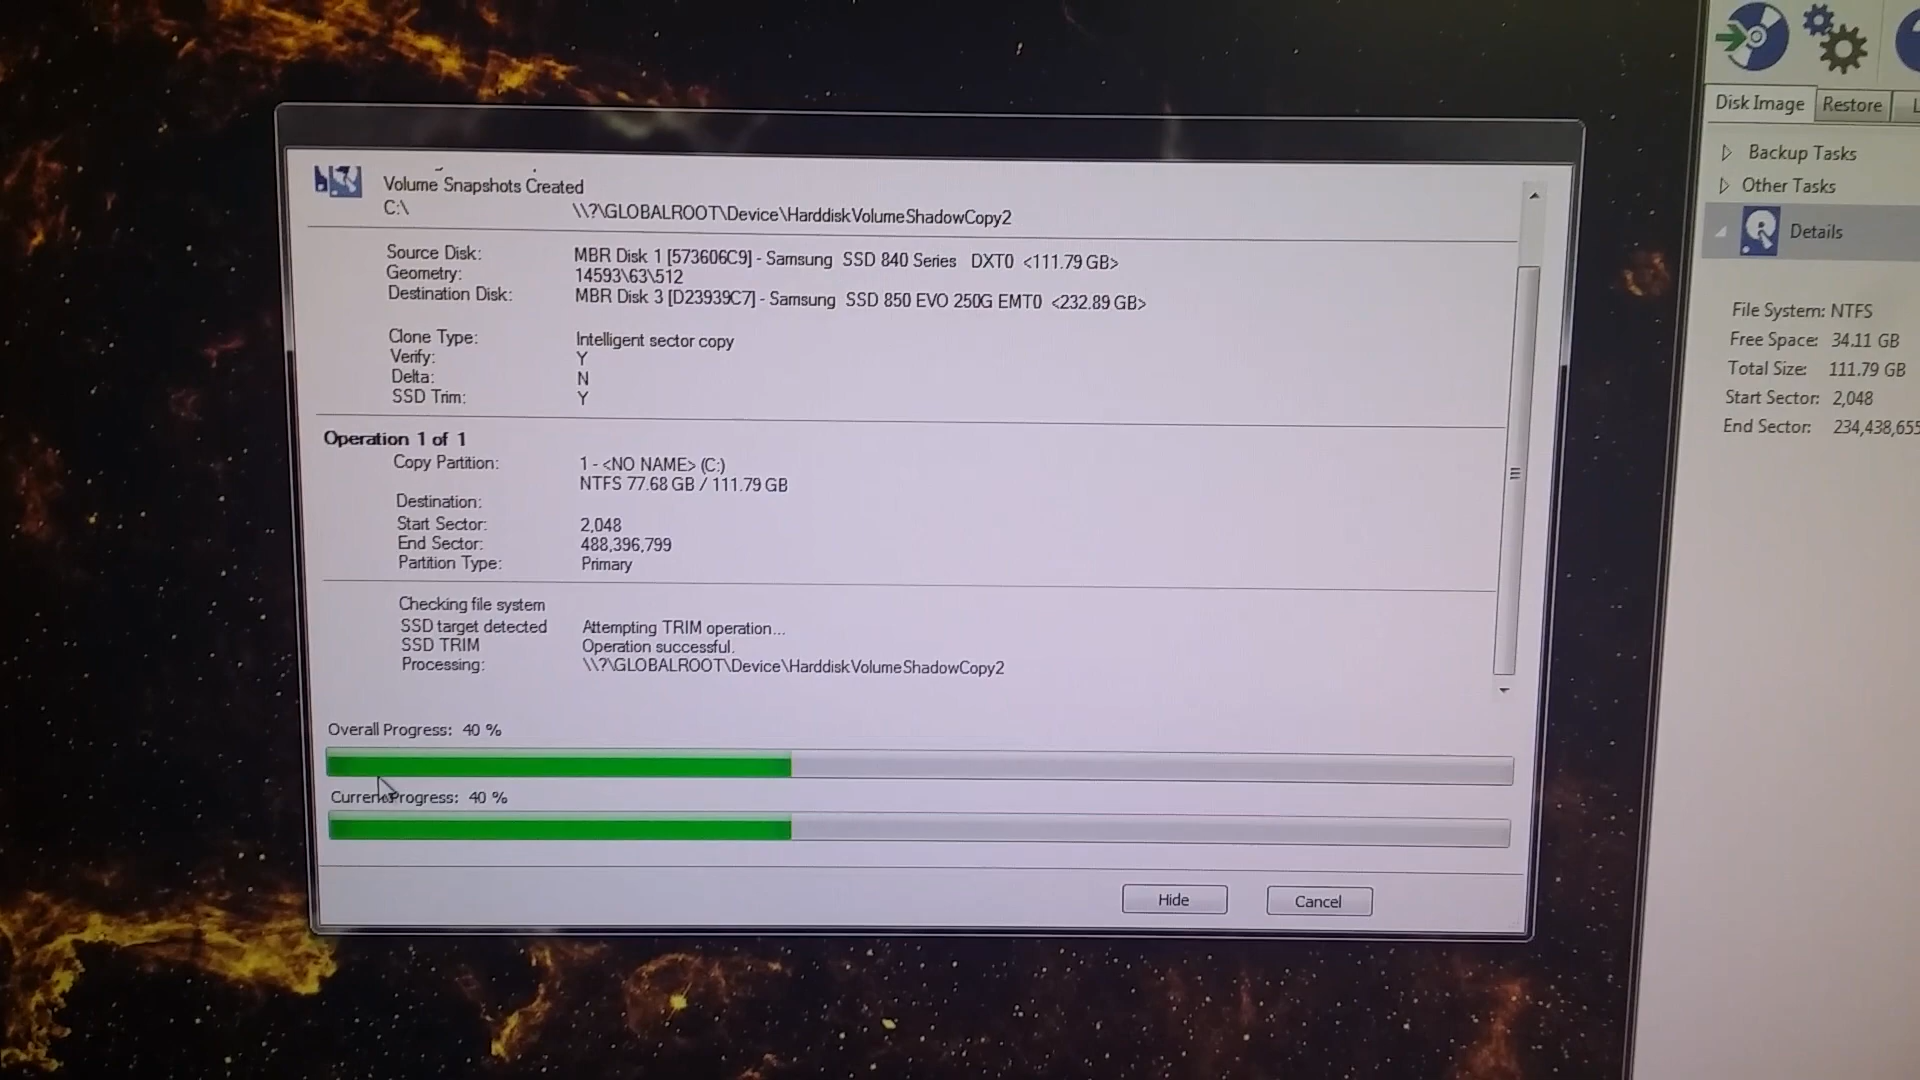 Volume Snapshots Created
C:\ \\?\GLOBALROOT\Device\HarddiskVolumeShadowCopy2
Source Disk: MBR Disk 1 [573606C9] - Samsung SSD 840 Series DXT0 <111.79 GB>
Geometry: 14593\63\512
Destination Disk: MBR Disk 3 [D23939C7] - Samsung SSD 850 EVO 250G EMT0 <232.89 GB>
Clone Type: Intelligent sector copy
Verify: Y
Delta: N
SSD Trim: Y
Operation 1 of 1
Copy Partition: 1 - <NO NAME> (C:)
NTFS 77.68 GB / 111.79 GB
Destination:
Start Sector: 2,048
End Sector: 488,396,799
Partition Type: Primary
Checking file system
SSD target detected Attempting TRIM operation...
SSD TRIM Operation successful.
Processing: \\?\GLOBALROOT\Device\HarddiskVolumeShadowCopy2
Overall Progress: 40 %
Current Progress: 40 %
Hide Cancel
Disk Image Restore
Backup Tasks
Other Tasks
Details
File System: NTFS
Free Space: 34.11 GB
Total Size: 111.79 GB
Start Sector: 2,048
End Sector: 234,438,655